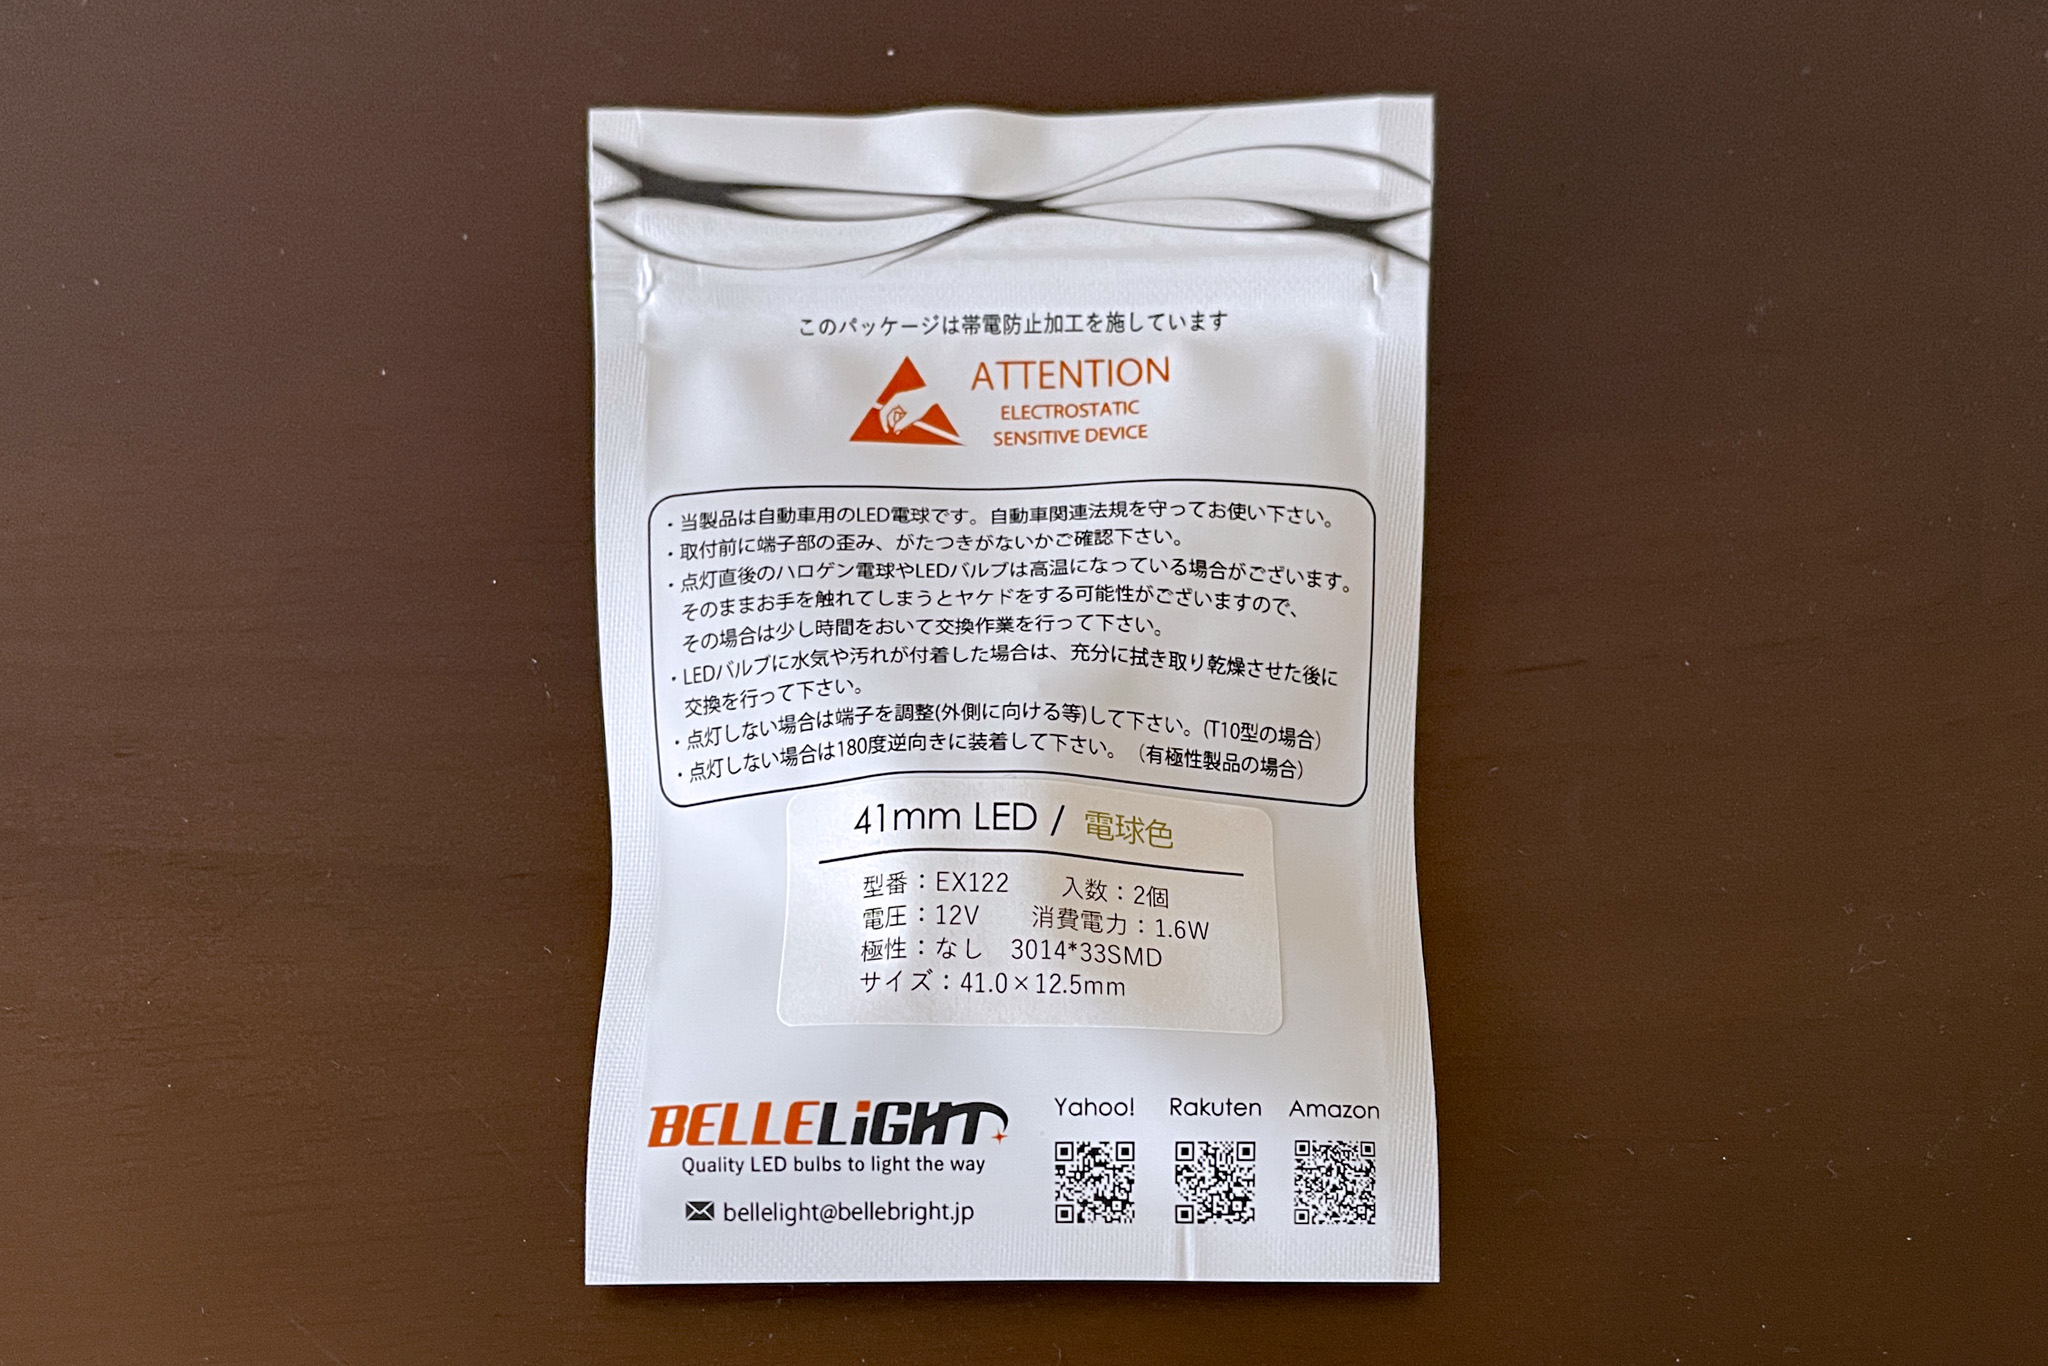 このパッケージは帯電防止加工を施しています
ATTENTION
ELECTROSTATIC
SENSITIVE DEVICE
・当製品は自動車用のLED電球です。自動車関連法規を守ってお使い下さい。
・取付前に端子部の歪み、がたつきがないかご確認下さい。
・点灯直後のハロゲン電球やLEDバルブは高温になっている場合がございます。
そのままお手を触れてしまうとヤケドをする可能性がございますので、
その場合は少し時間をおいて交換作業を行って下さい。
・LEDバルブに水気や汚れが付着した場合は、充分に拭き取り乾燥させた後に
交換を行って下さい。
・点灯しない場合は端子を調整(外側に向ける等)して下さい。(T10型の場合)
・点灯しない場合は180度逆向きに装着して下さい。（有極性製品の場合）
41mm LED / 電球色
型番：EX122 入数：2個
電圧：12V 消費電力：1.6W
極性：なし 3014*33SMD
サイズ：41.0×12.5mm
BELLELiGHT
Quality LED bulbs to light the way
bellelight@bellebright.jp
Yahoo! Rakuten Amazon